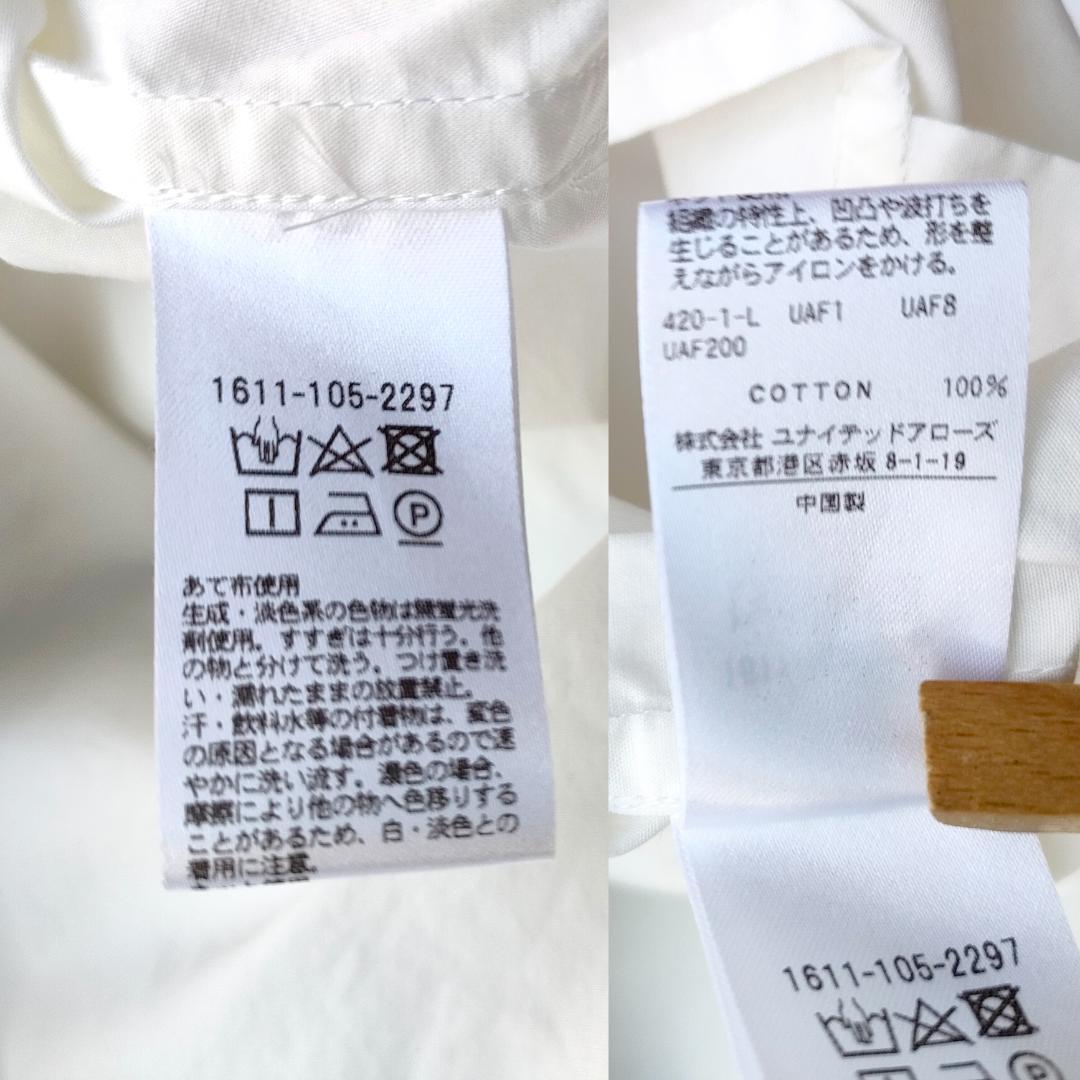 1611-105-2297
P
あて布使用
生成・淡色系の色物は無蛍光洗
剤使用。すすぎは十分行う。他
の物と分けて洗う。つけ置き洗
い・濡れたままの放置禁止。
汗・飲料水等の付着物は、変色
の原因となる場合があるので速
やかに洗い流す。濃色の場合、
摩擦により他の物へ色移りする
ことがあるため、白・淡色との
着用に注意。
組織の特性上、凹凸や波打ちを
生じることがあるため、形を整
えながらアイロンをかける。
420-1-L UAF1 UAF8
UAF200
COTTON 100%
株式会社 ユナイテッドアローズ
東京都港区赤坂 8-1-19
中国製
1611-105-2297